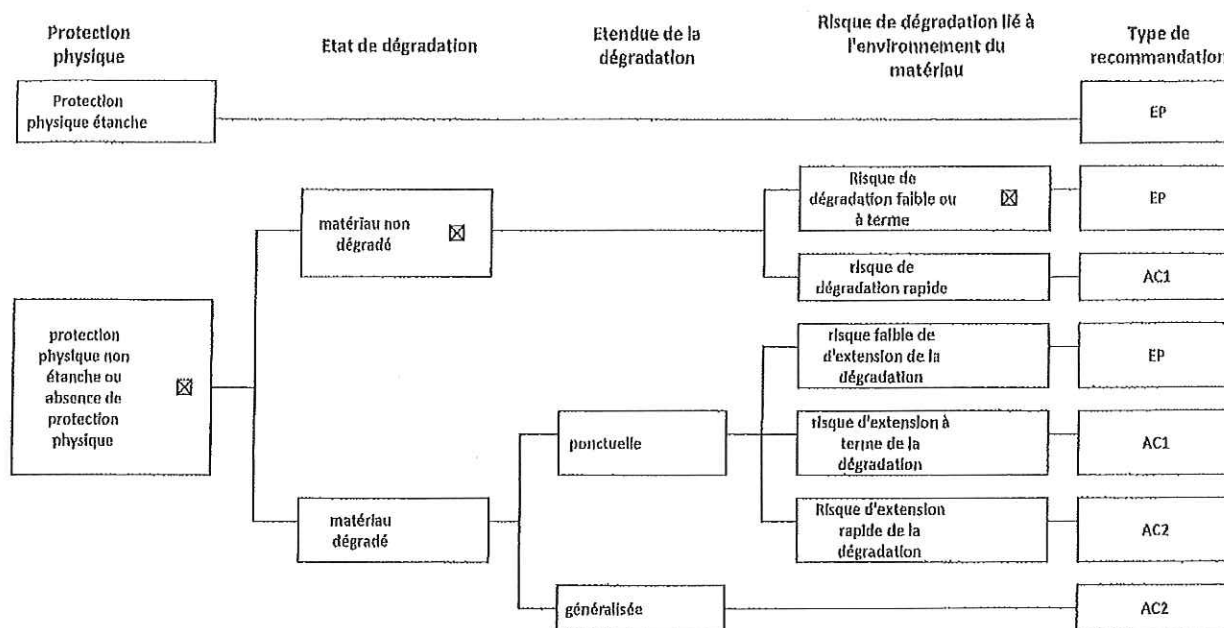 Protection
physique
Etat de dégradation
Etendue de la
dégradation
Risque de dégradation lié à
l'environnement du
matériau
Type de
recommandation
Protection
physique étanche
EP
matériau non
dégradé
Risque de
dégradation faible ou
à terme
EP
risque de
dégradation rapide
AC1
protection
physique non
étanche ou
absence de
protection
physique
risque faible de
d'extension de la
dégradation
EP
ponctuelle
risque d'extension à
terme de la
dégradation
AC1
matériau
dégradé
Risque d'extension
rapide de la
dégradation
AC2
généralisée
AC2